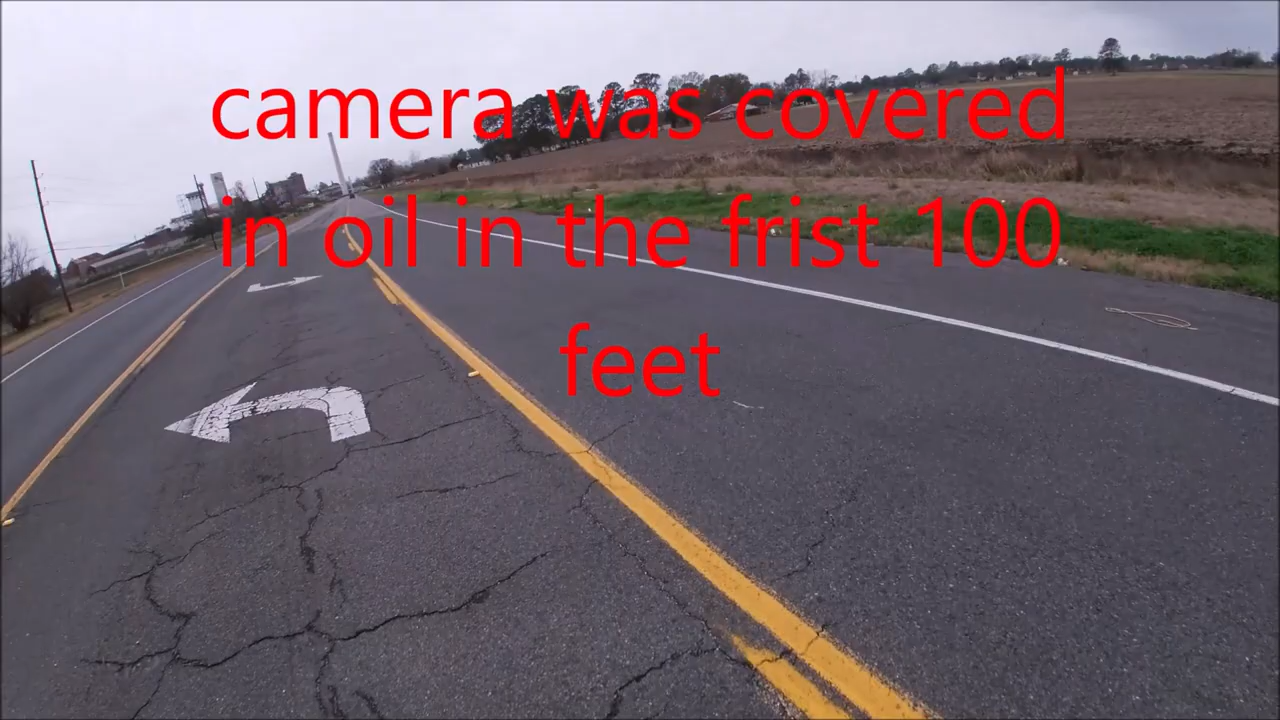 camera was covered
in oil in the frist 100
feet